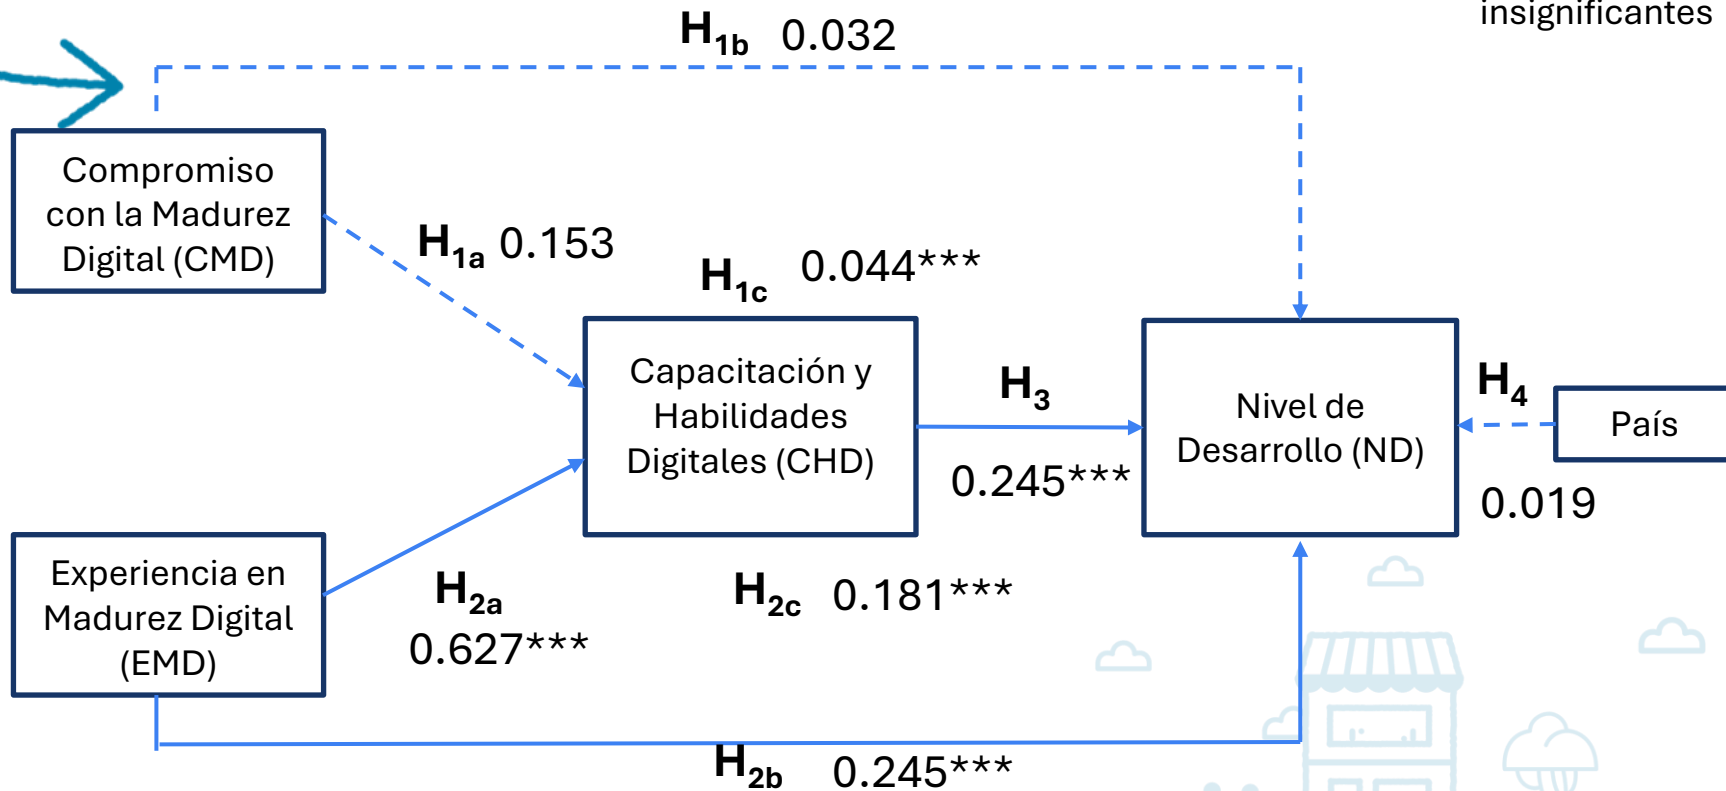 insignificantes
H1b 0.032
Compromiso
con la Madurez
Digital (CMD)
H1a 0.153
H1c 0.044***
Capacitación y
Habilidades
Digitales (CHD)
H3
0.245***
Nivel de
Desarrollo (ND)
H4
País
0.019
Experiencia en
Madurez Digital
(EMD)
H2a
0.627***
H2c 0.181***
H2b 0.245***